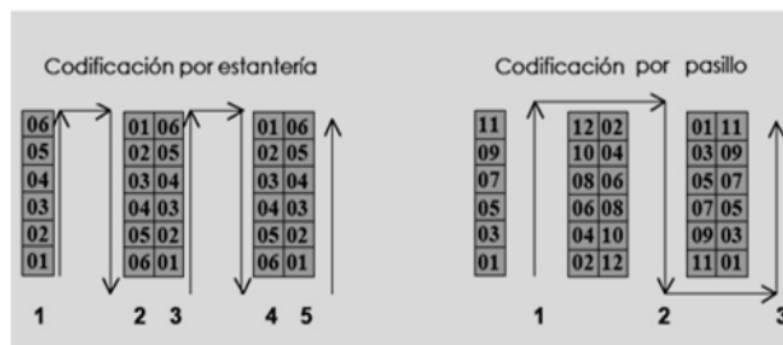 Codificación por estantería
06 01 06 01 06
05 02 05 02 05
04 03 04 03 04
03 04 03 04 03
02 05 02 05 02
01 06 01 06 01
1 2 3 4 5
Codificación por pasillo
11 12 02 01 11
09 10 04 03 09
07 08 06 05 07
05 06 08 07 05
03 04 10 09 03
01 02 12 11 01
1 2 3